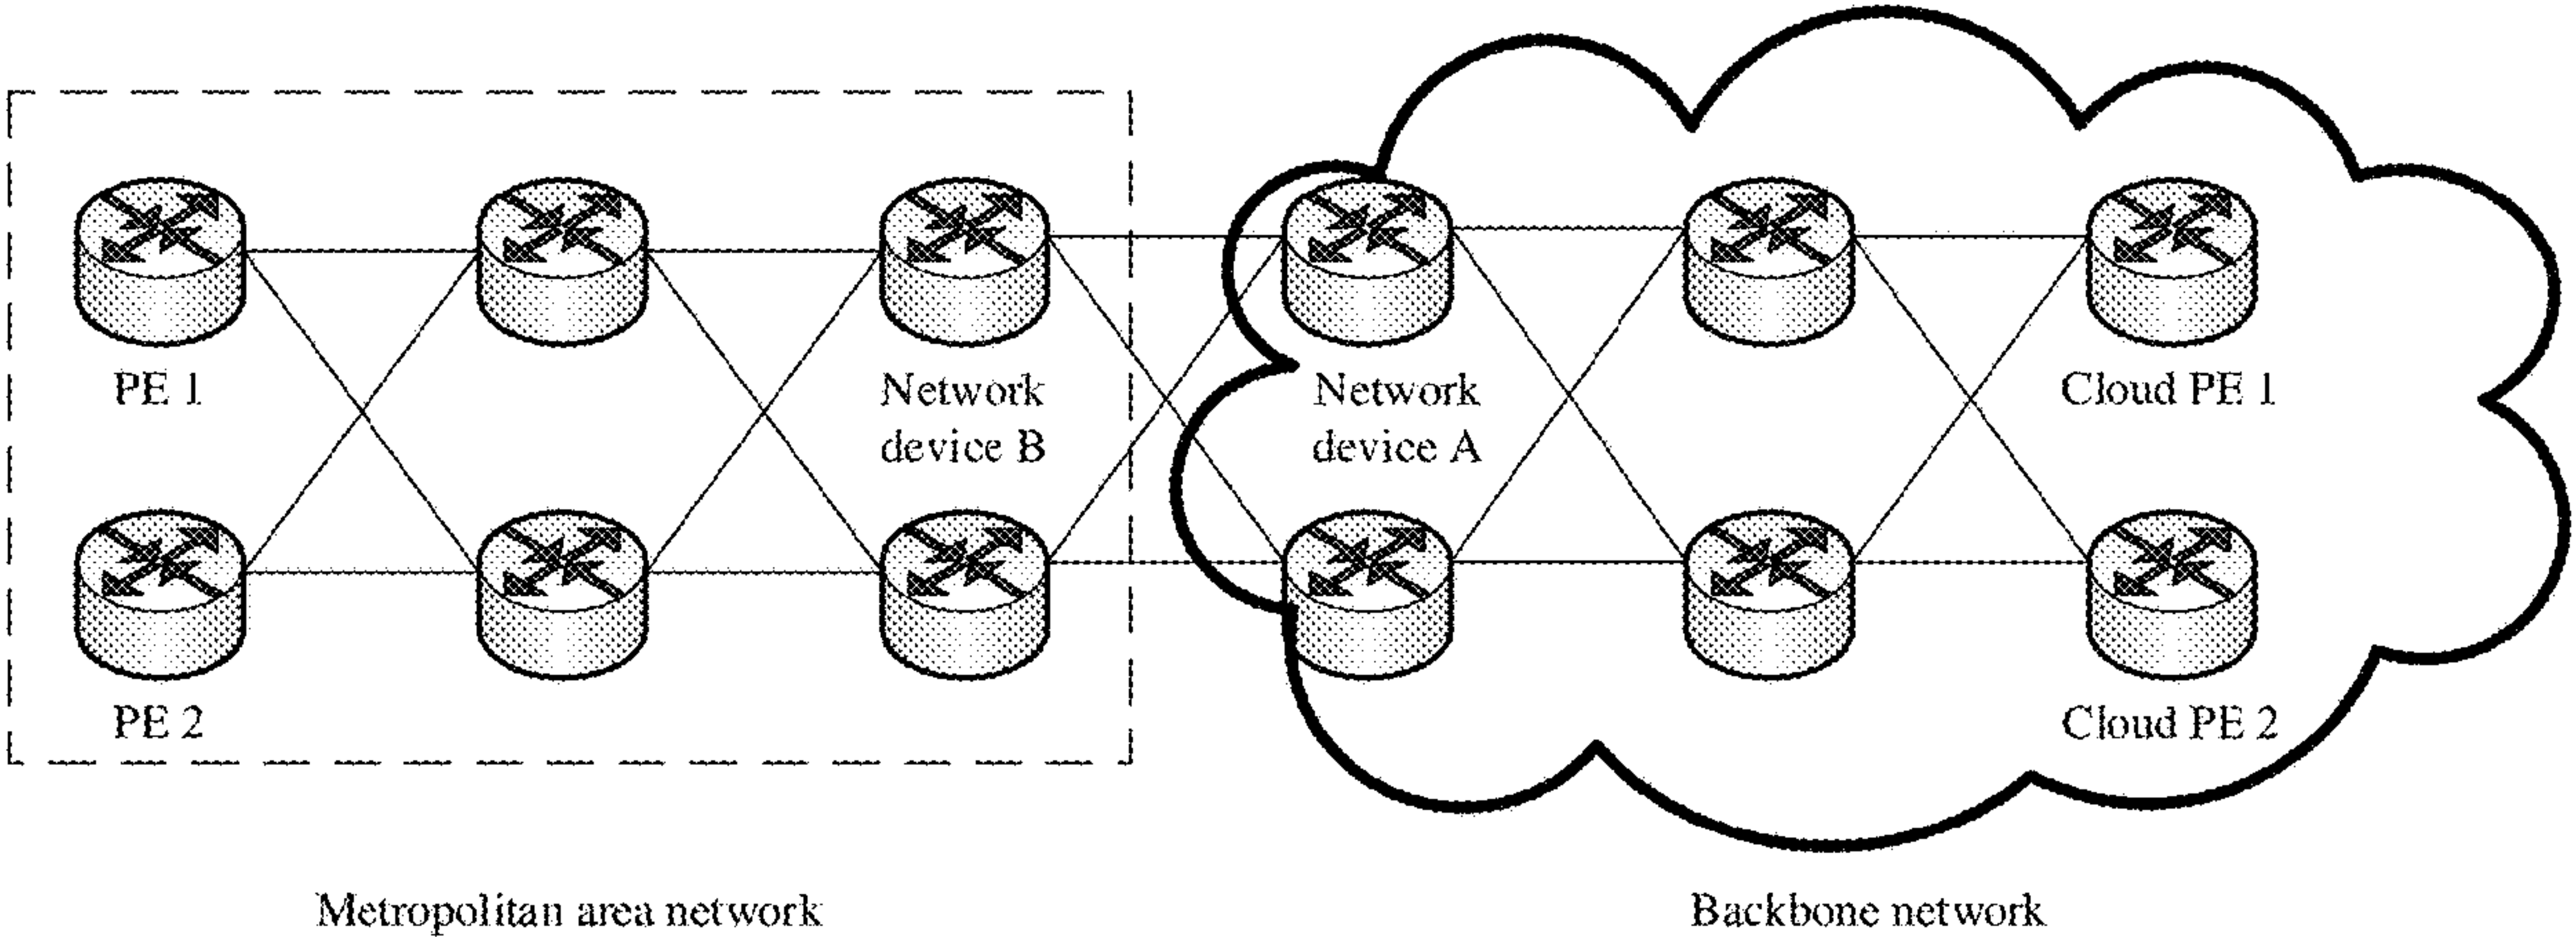 PE 1
Network
device B
Network
device A
Cloud PE 1
PE 2
Cloud PE 2
Metropolitan area network
Backbone network